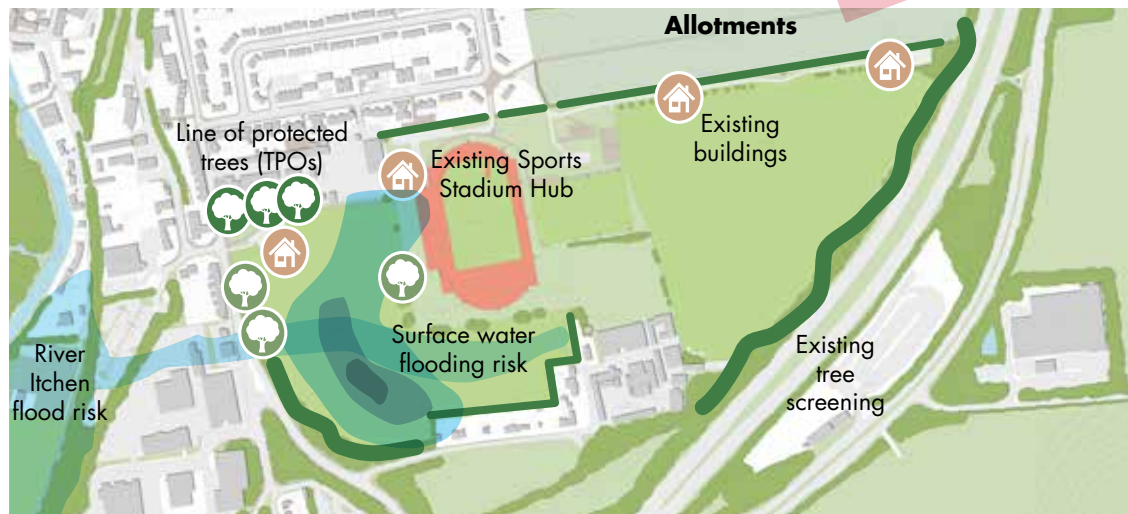 Allotments
Line of protected
trees (TPOs)
Existing Sports
Stadium Hub
Existing
buildings
River
Itchen
flood risk
Surface water
flooding risk
Existing
tree
screening